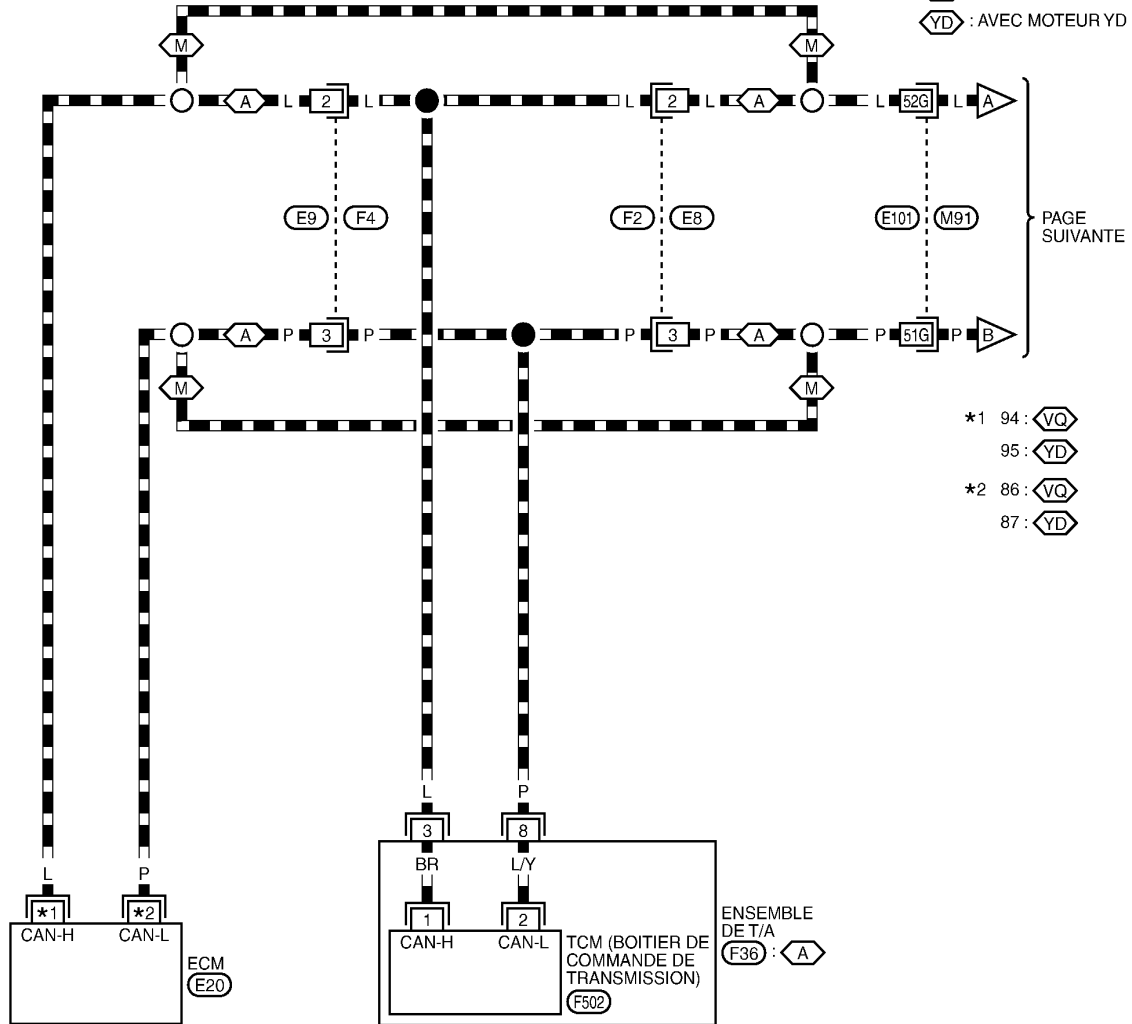 YD : AVEC MOTEUR YD
M M
A L 2 L L 2 L A L 52G L A
E9 F4 F2 E8 E101 M91
PAGE
SUIVANTE
A P 3 P P 3 P A P 51G P B
M M
*1 94 : VQ
95 : YD
*2 86 : VQ
87 : YD
L P
3 8
BR L/Y
L P
*1 *2
CAN-H CAN-L
ECM
E20
1 2
CAN-H CAN-L
TCM (BOITIER DE
COMMANDE DE
TRANSMISSION)
F502
ENSEMBLE
DE T/A
F36 : A